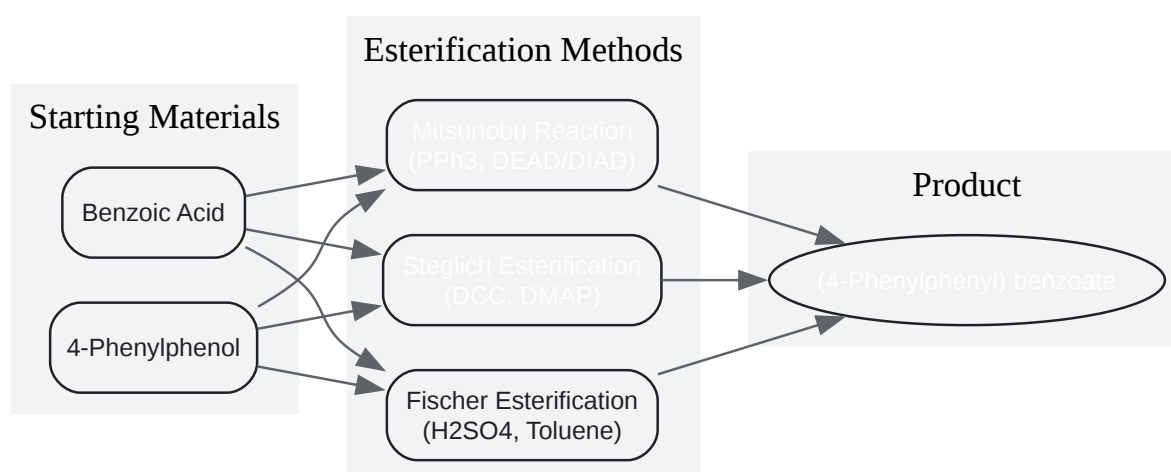 Esterification Methods
Starting Materials
Mitsunobu Reaction
(PPh3, DEAD/DIAD)
Product
Benzoic Acid
Steglich Esterification
(DCC, DMAP)
(4-Phenylphenyl) benzoate
4-Phenylphenol
Fischer Esterification
(H2SO4, Toluene)